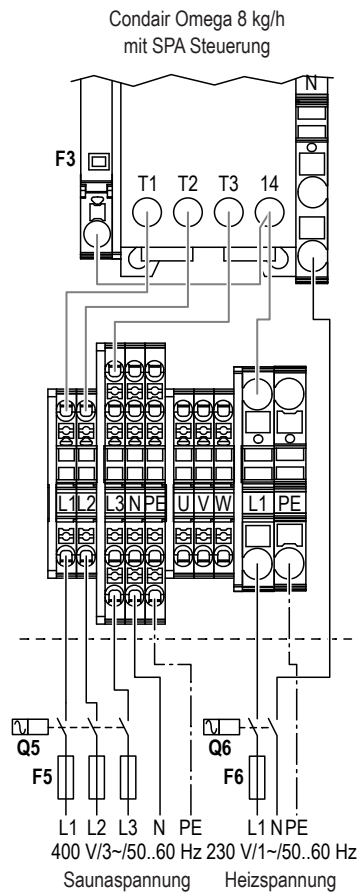 Condair Omega 8 kg/h
mit SPA Steuerung
N
F3
T1 T2 T3 14
L1 L2 L3 N PE U V W L1 PE
Q5 Q6
F5 F6
L1 L2 L3 N PE L1 N PE
400 V/3~/50..60 Hz 230 V/1~/50..60 Hz
Saunaspannung Heizspannung